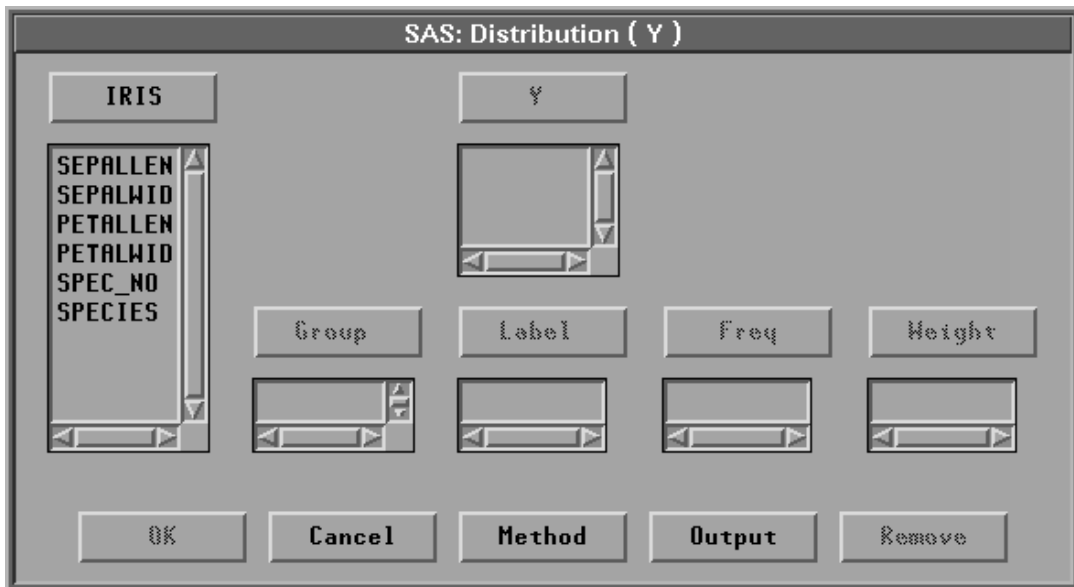 SAS: Distribution ( Y )
IRIS
Y
SEPALLEN
SEPALWID
PETALLEN
PETALWID
SPEC_NO
SPECIES
Group
Label
Freq
Weight
OK
Cancel
Method
Output
Remove